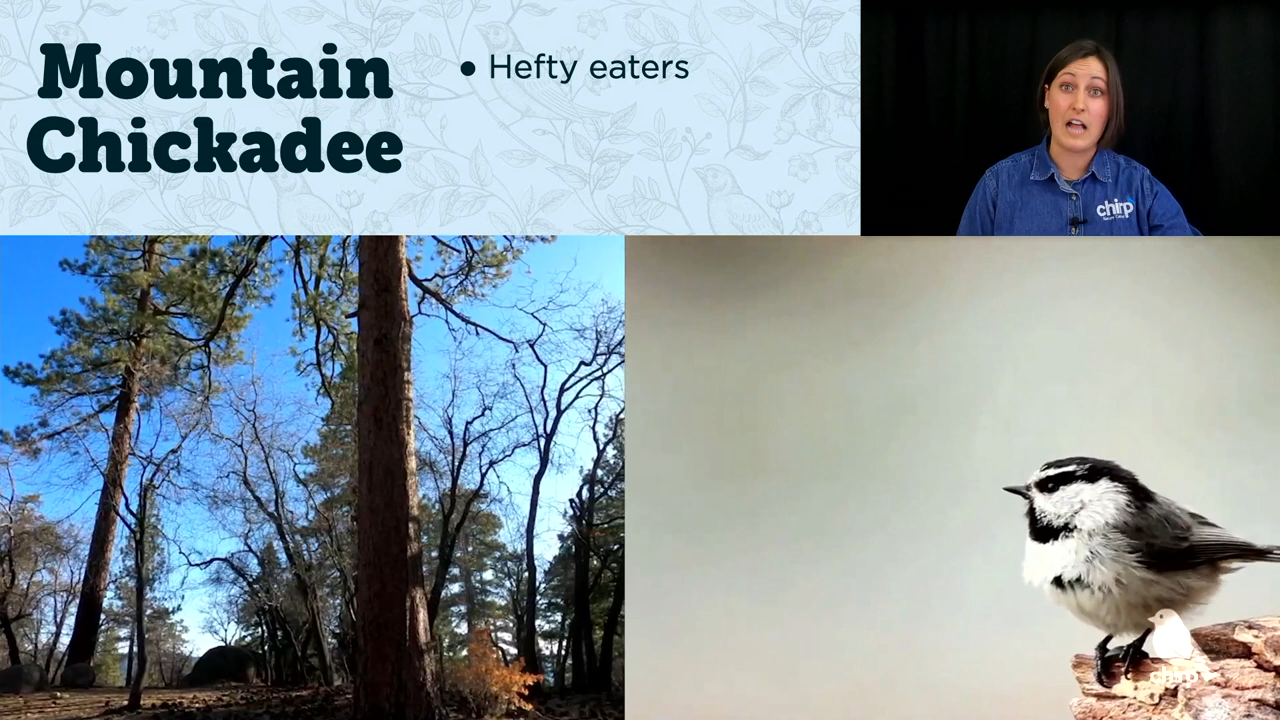 Mountain
Chickadee
• Hefty eaters
chirp
chirp